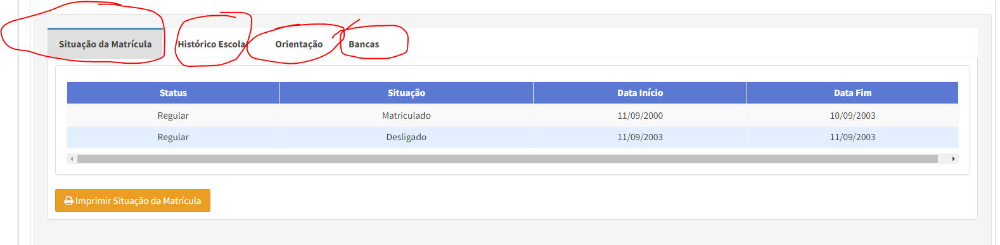 Situação da Matrícula Histórico Escola Orientação Bancas
Status Situação Data Início Data Fim
Regular Matriculado 11/09/2000 10/09/2003
Regular Desligado 11/09/2003 11/09/2003
Imprimir Situação da Matrícula